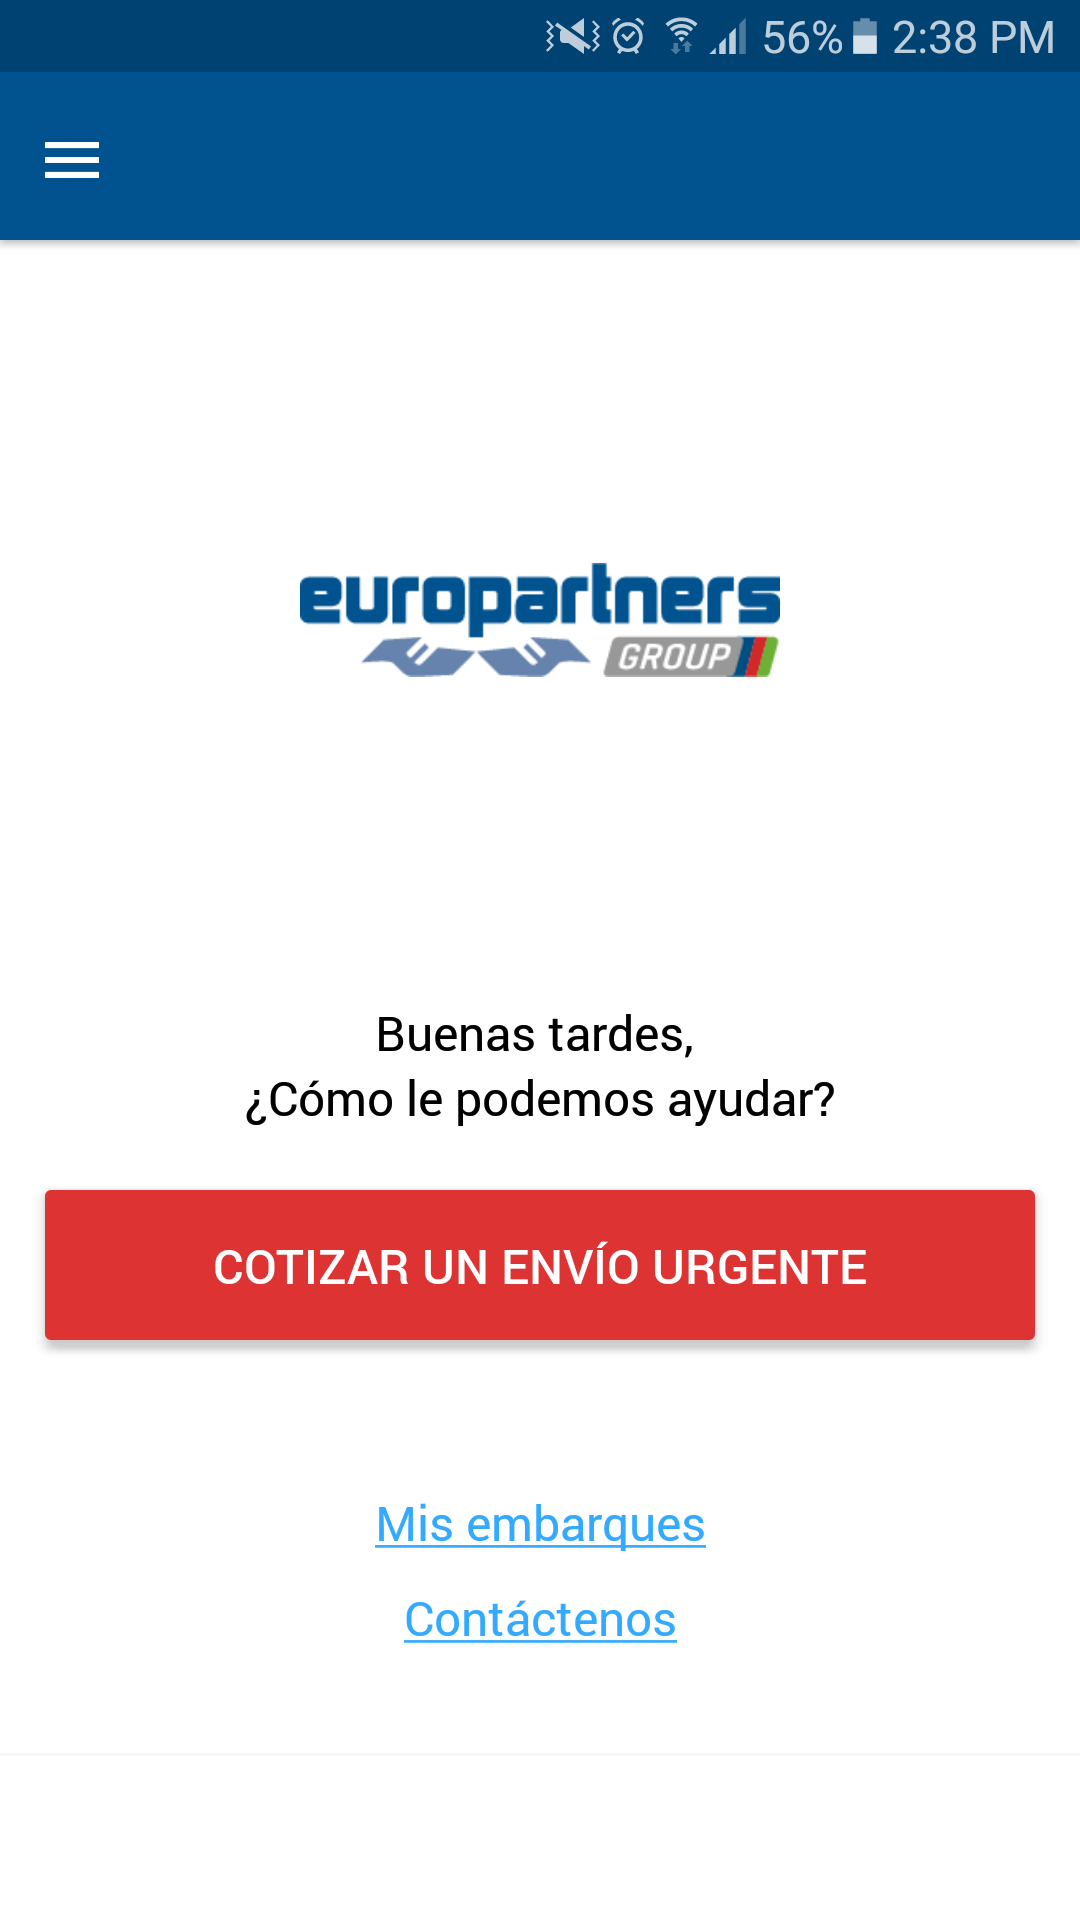 56% 2:38 PM
europartners
GROUP
Buenas tardes,
¿Cómo le podemos ayudar?
COTIZAR UN ENVÍO URGENTE
Mis embarques
Contáctenos